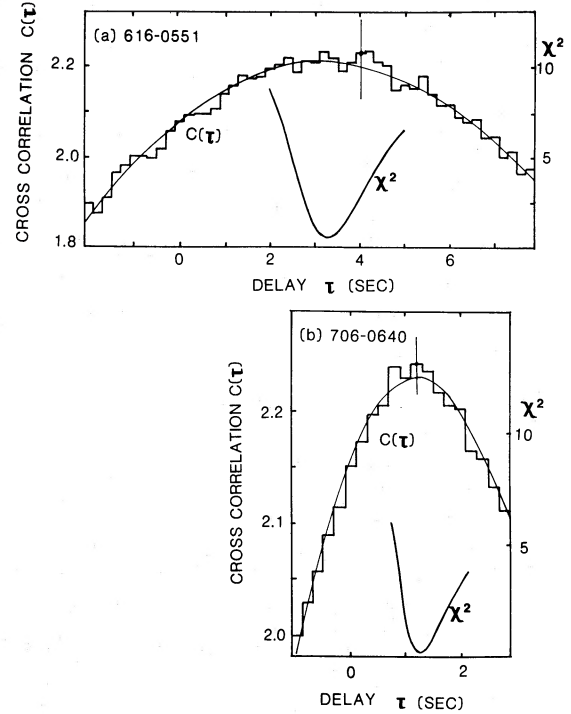 (a) 616-0551
CROSS CORRELATION C(τ)
2.2
2.0
1.8
χ²
10
5
C(τ)
χ²
0 2 4 6
DELAY τ (SEC)
(b) 706-0640
CROSS CORRELATION C(τ)
2.2
2.1
2.0
χ²
10
5
C(τ)
χ²
0 2
DELAY τ (SEC)